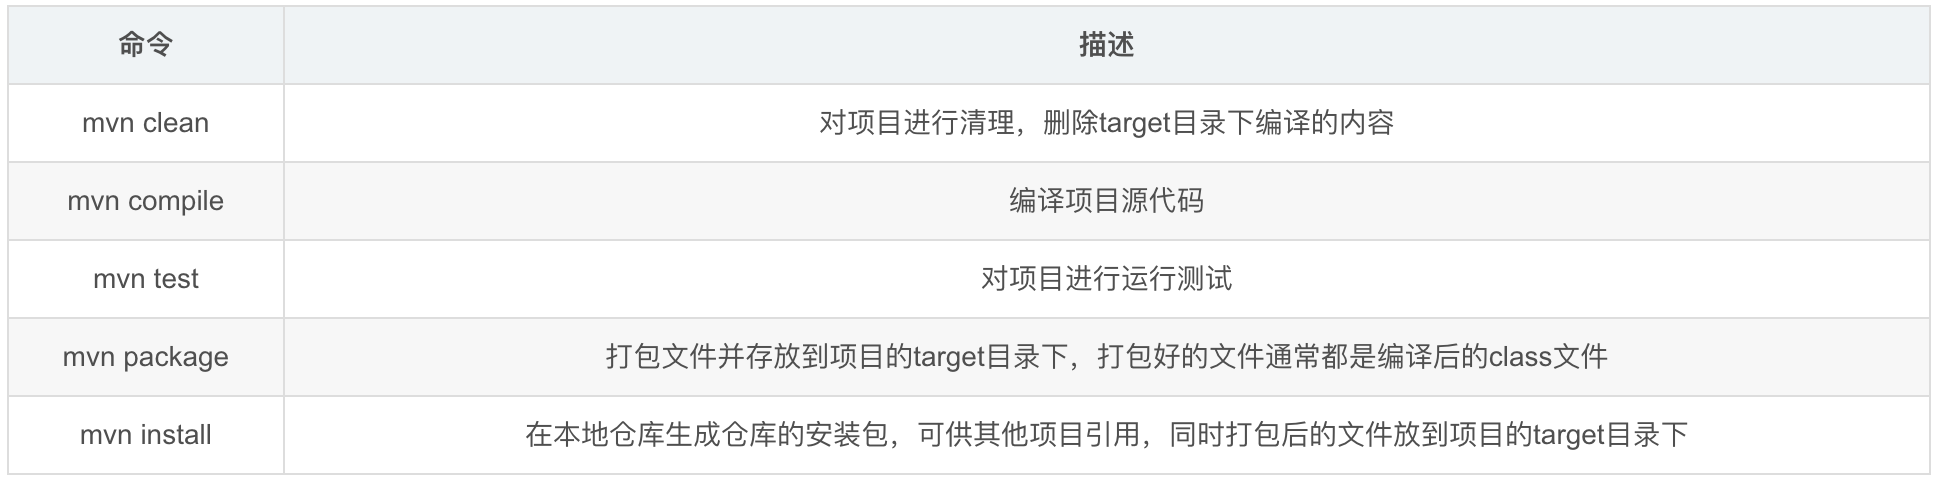 命令 描述
mvn clean 对项目进行清理，删除target目录下编译的内容
mvn compile 编译项目源代码
mvn test 对项目进行运行测试
mvn package 打包文件并存放到项目的target目录下，打包好的文件通常都是编译后的class文件
mvn install 在本地仓库生成仓库的安装包，可供其他项目引用，同时打包后的文件放到项目的target目录下